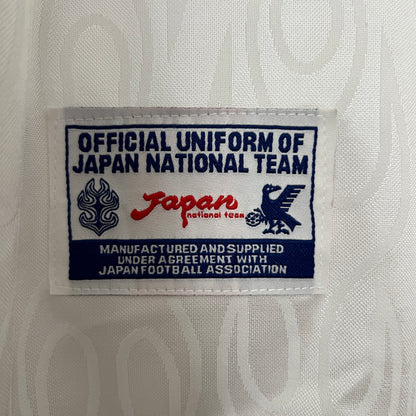 OFFICIAL UNIFORM OF
JAPAN NATIONAL TEAM
Japan
national team
MANUFACTURED AND SUPPLIED
UNDER AGREEMENT WITH
JAPAN FOOTBALL ASSOCIATION